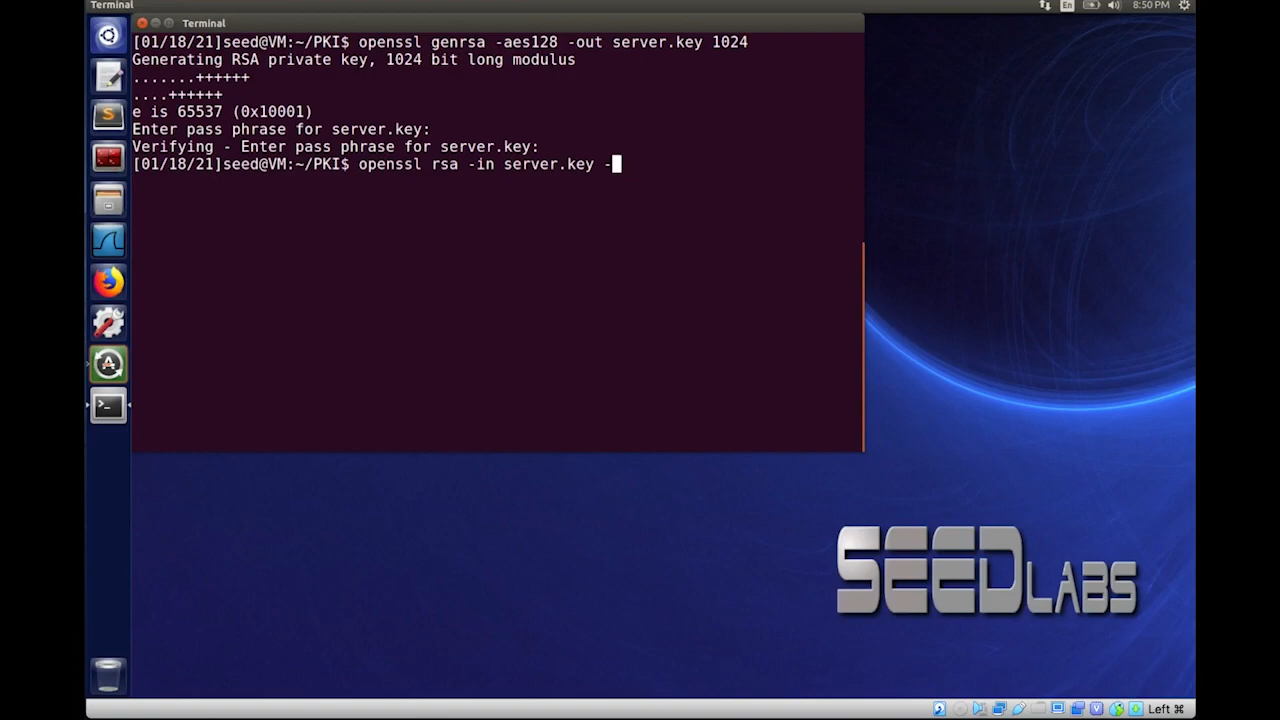 Terminal
En
8:50 PM
Terminal
[01/18/21]seed@VM:~/PKI$ openssl genrsa -aes128 -out server.key 1024
Generating RSA private key, 1024 bit long modulus
.......++++++
....++++++
e is 65537 (0x10001)
Enter pass phrase for server.key:
Verifying - Enter pass phrase for server.key:
[01/18/21]seed@VM:~/PKI$ openssl rsa -in server.key -
SEEDLABS
Left ⌘